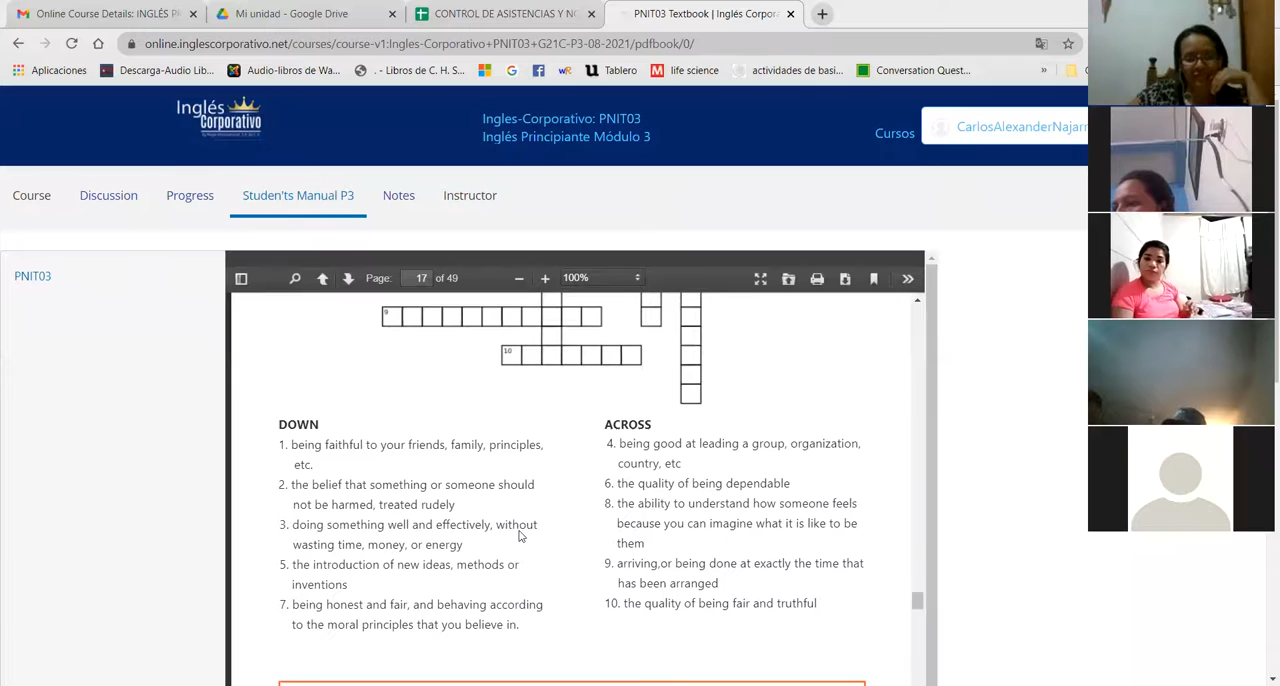 Online Course Details: INGLÉS P
Mi unidad - Google Drive
CONTROL DE ASISTENCIAS Y NO
PNIT03 Textbook | Inglés Corpora
online.inglescorporativo.net/courses/course-v1:Ingles-Corporativo+PNIT03+G21C-P3-08-2021/pdfbook/0/
Aplicaciones
Descarga-Audio Lib...
Audio-libros de Wa...
. - Libros de C. H. S...
wR
Tablero
life science
actividades de basi...
Conversation Quest...
»
Inglés
Corporativo
Ingles-Corporativo: PNIT03
Inglés Principiante Módulo 3
Cursos
CarlosAlexanderNajarr
Course
Discussion
Progress
Studen'ts Manual P3
Notes
Instructor
PNIT03
Page: 17 of 49
100%
9
10
DOWN
1. being faithful to your friends, family, principles,
etc.
2. the belief that something or someone should
not be harmed, treated rudely
3. doing something well and effectively, without
wasting time, money, or energy
5. the introduction of new ideas, methods or
inventions
7. being honest and fair, and behaving according
to the moral principles that you believe in.
ACROSS
4. being good at leading a group, organization,
country, etc
6. the quality of being dependable
8. the ability to understand how someone feels
because you can imagine what it is like to be
them
9. arriving,or being done at exactly the time that
has been arranged
10. the quality of being fair and truthful